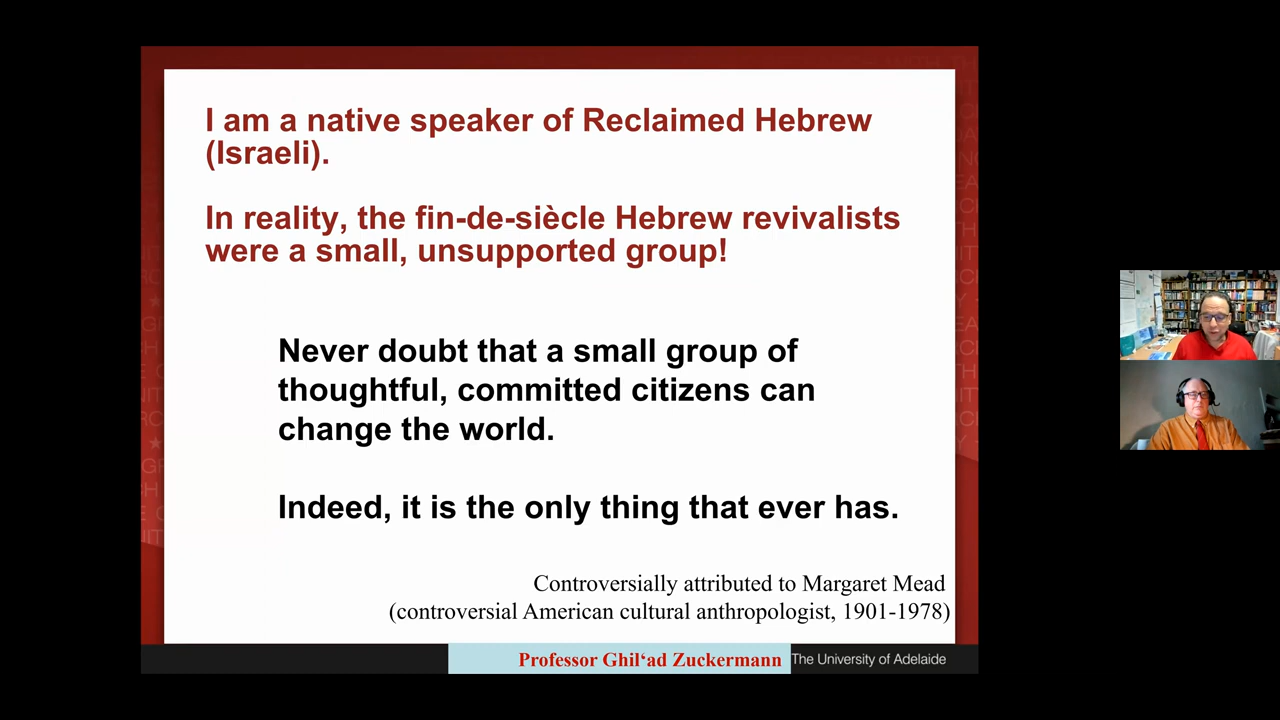 I am a native speaker of Reclaimed Hebrew
(Israeli).
In reality, the fin-de-siècle Hebrew revivalists
were a small, unsupported group!
Never doubt that a small group of
thoughtful, committed citizens can
change the world.
Indeed, it is the only thing that ever has.
Controversially attributed to Margaret Mead
(controversial American cultural anthropologist, 1901-1978)
Professor Ghil‘ad Zuckermann
The University of Adelaide